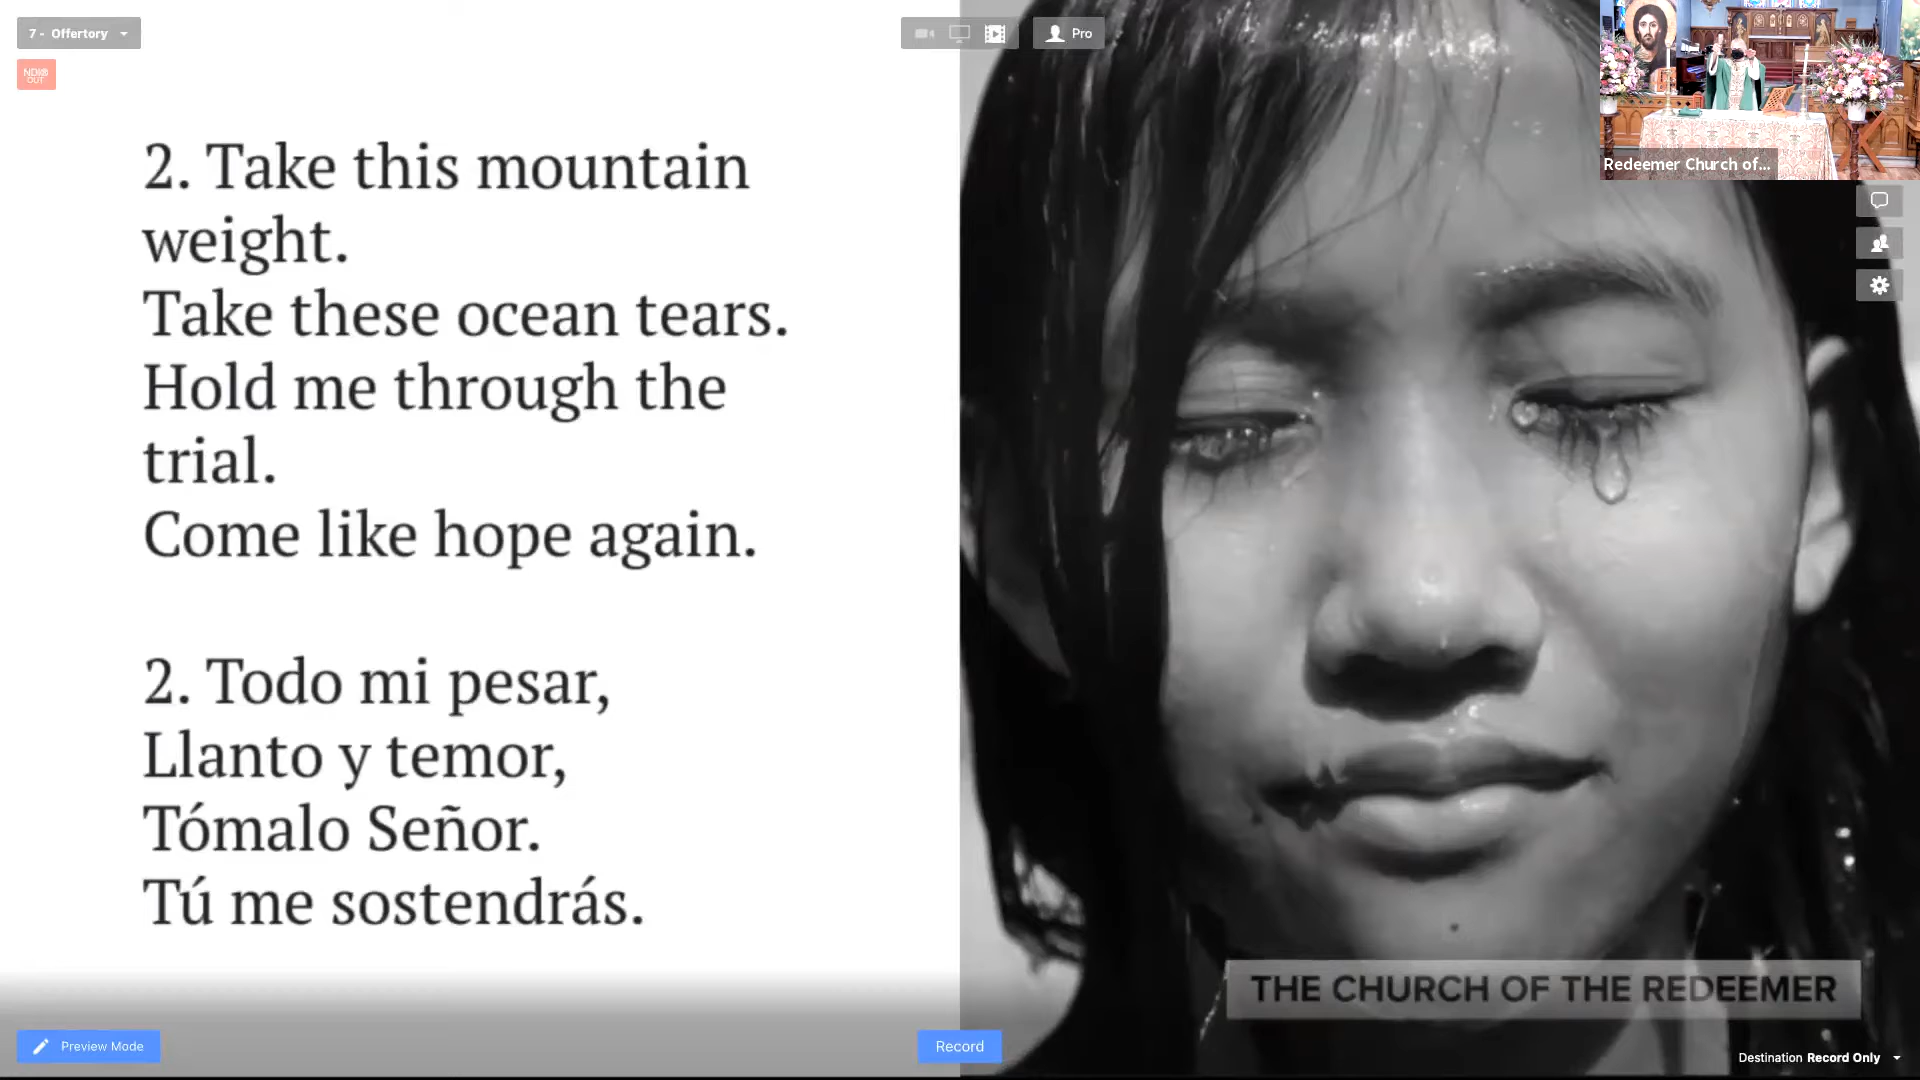 7 - Offertory
Pro
NDI®
OUT
Redeemer Church of...
2. Take this mountain
weight.
Take these ocean tears.
Hold me through the
trial.
Come like hope again.
2. Todo mi pesar,
Llanto y temor,
Tómalo Señor.
Tú me sostendrás.
THE CHURCH OF THE REDEEMER
Preview Mode
Record
Destination Record Only